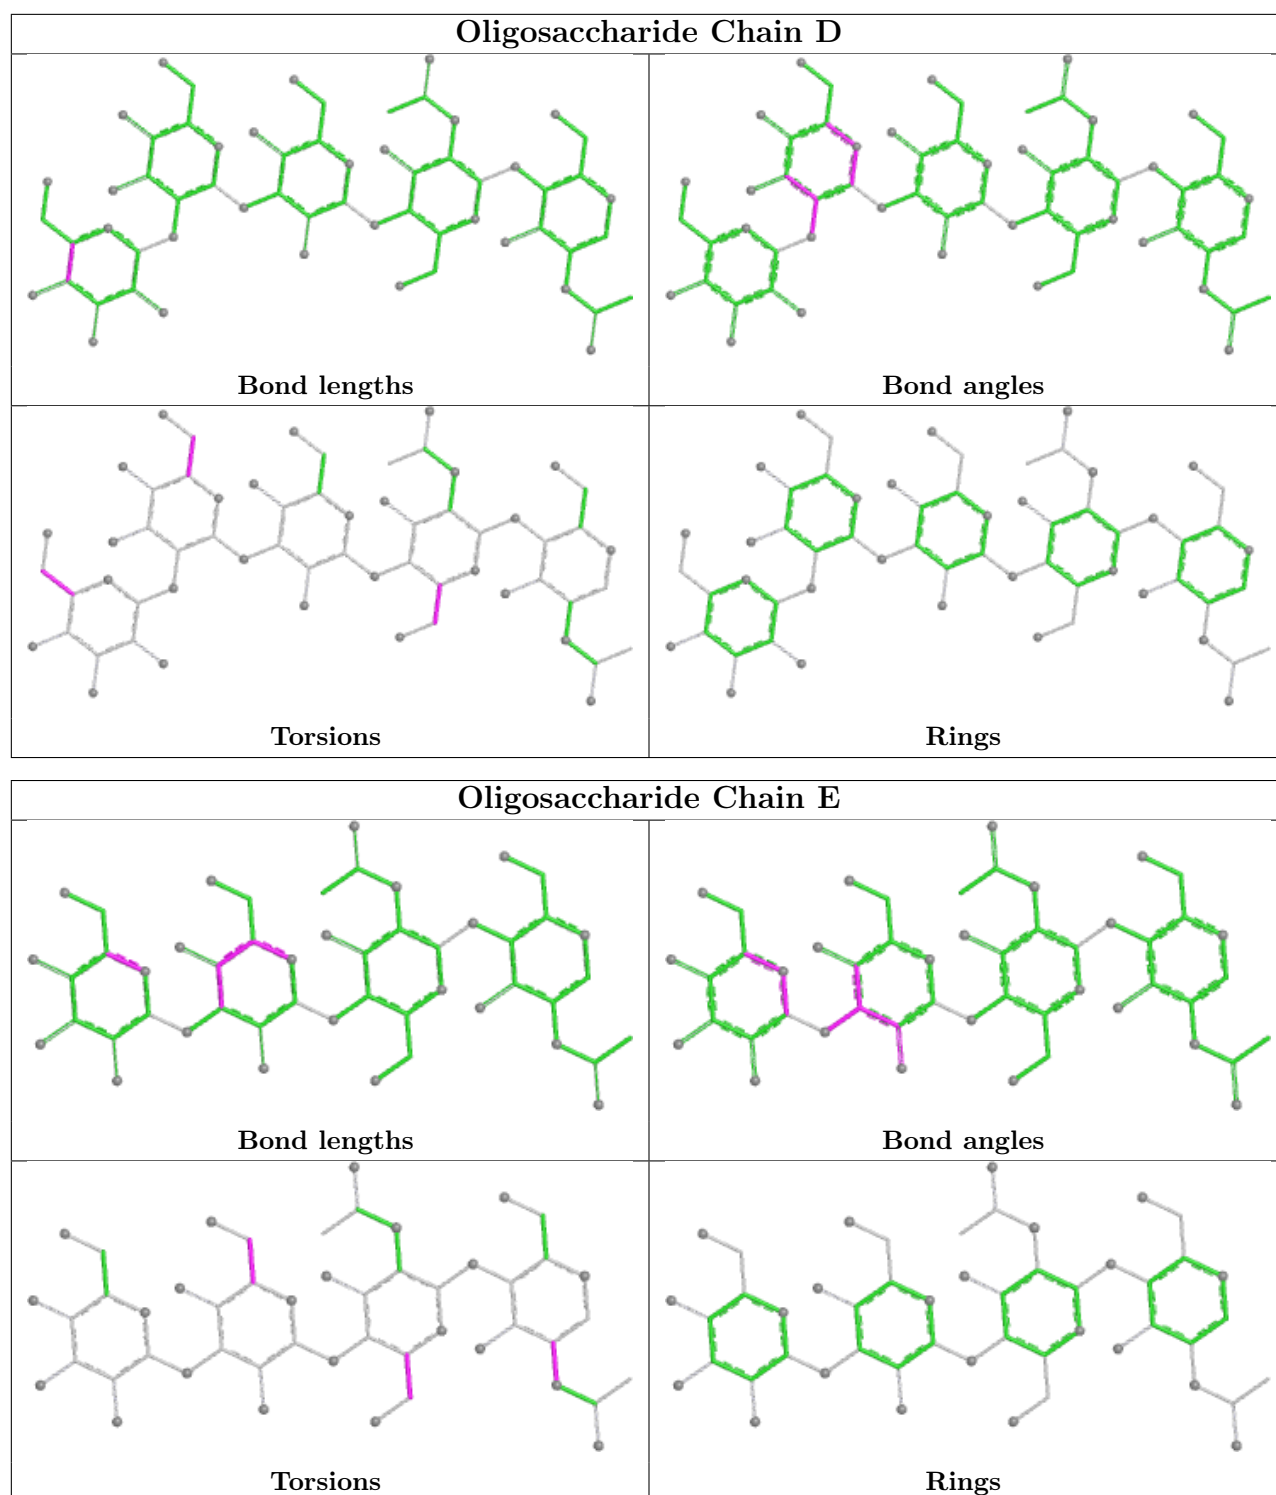 Oligosaccharide Chain D
Bond lengths
Bond angles
Torsions
Rings
Oligosaccharide Chain E
Bond lengths
Bond angles
Torsions
Rings